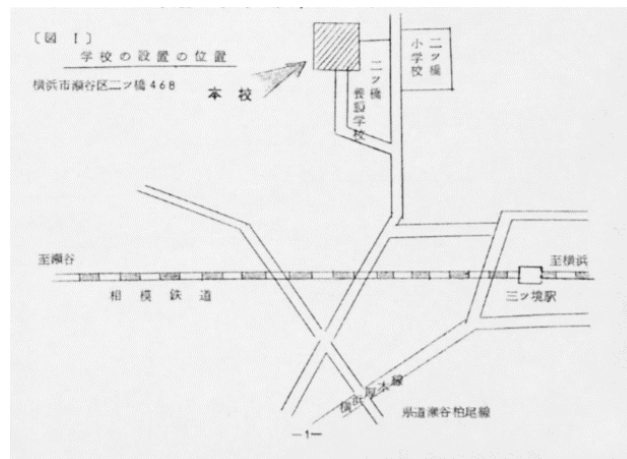 〔図 I〕
学校の設置の位置
横浜市瀬谷区二ツ橋468
本校
二ツ橋養護学校
二ツ橋小学校
至瀬谷
至横浜
相模鉄道
三ツ境駅
横浜厚木線
県道瀬谷柏尾線
—1—